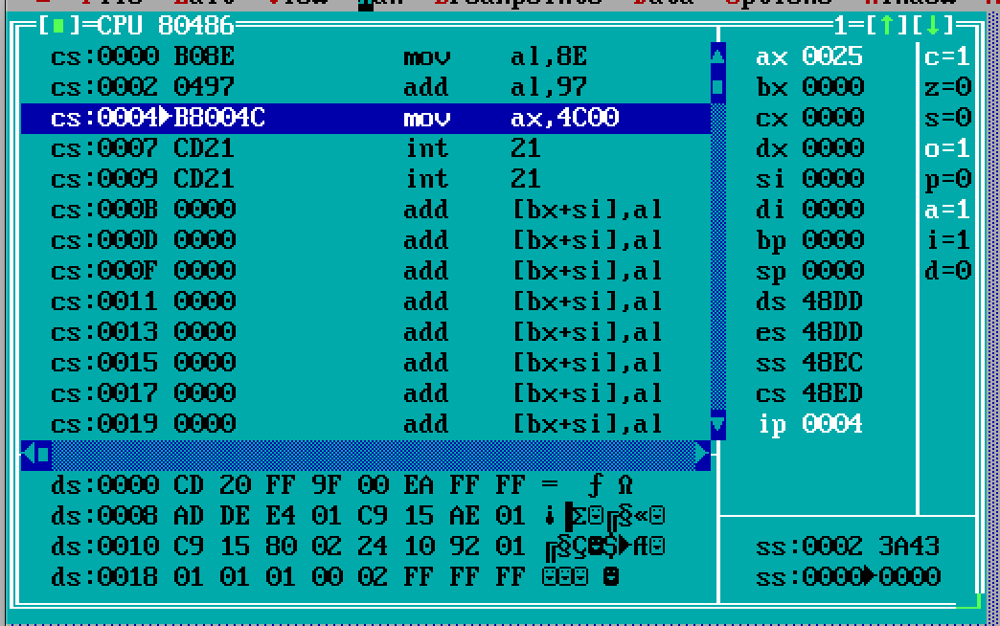 File Edit View Run Breakpoints Data Options Window
[■]=CPU 80486 1=[↑][↓]
cs:0000 B08E mov al,8E ax 0025 c=1
cs:0002 0497 add al,97 bx 0000 z=0
cs:0004►B8004C mov ax,4C00 cx 0000 s=0
cs:0007 CD21 int 21 dx 0000 o=1
cs:0009 CD21 int 21 si 0000 p=0
cs:000B 0000 add [bx+si],al di 0000 a=1
cs:000D 0000 add [bx+si],al bp 0000 i=1
cs:000F 0000 add [bx+si],al sp 0000 d=0
cs:0011 0000 add [bx+si],al ds 48DD
cs:0013 0000 add [bx+si],al es 48DD
cs:0015 0000 add [bx+si],al ss 48EC
cs:0017 0000 add [bx+si],al cs 48ED
cs:0019 0000 add [bx+si],al ip 0004
ds:0000 CD 20 FF 9F 00 EA FF FF = ƒ Ω
ds:0008 AD DE E4 01 C9 15 AE 01 ¡▐Σ☺╔§«☺
ds:0010 C9 15 80 02 24 10 92 01 ╔§Ç☻$►Æ☺ ss:0002 3A43
ds:0018 01 01 01 00 02 FF FF FF ☺☺☺ ☻ ss:0000►0000